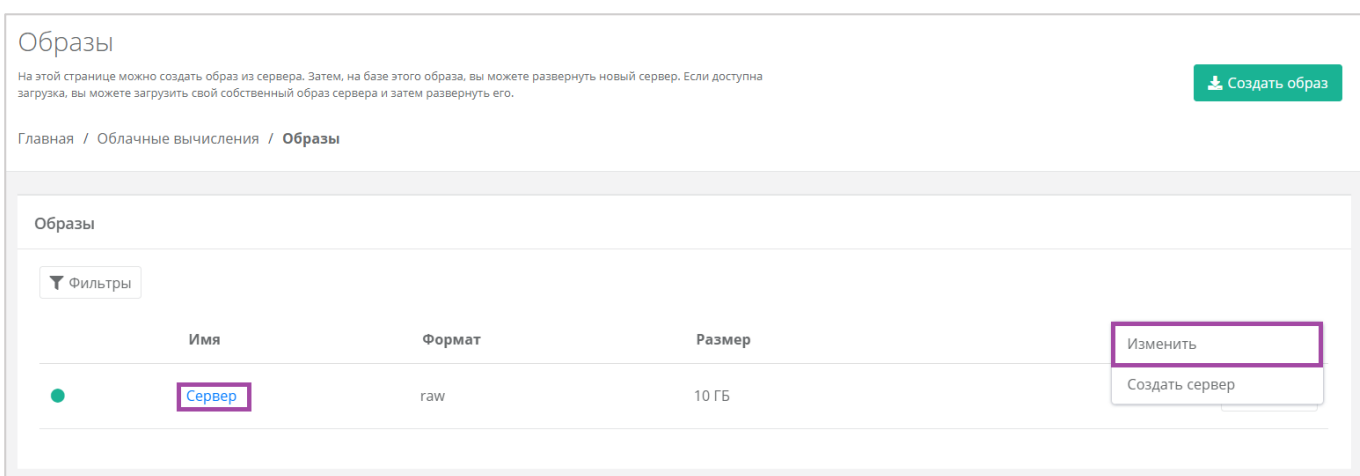 Образы
На этой странице можно создать образ из сервера. Затем, на базе этого образа, вы можете развернуть новый сервер. Если доступна
загрузка, вы можете загрузить свой собственный образ сервера и затем развернуть его.
Создать образ
Главная / Облачные вычисления / Образы
Образы
Фильтры
Имя Формат Размер
Изменить
Сервер raw 10 ГБ
Создать сервер